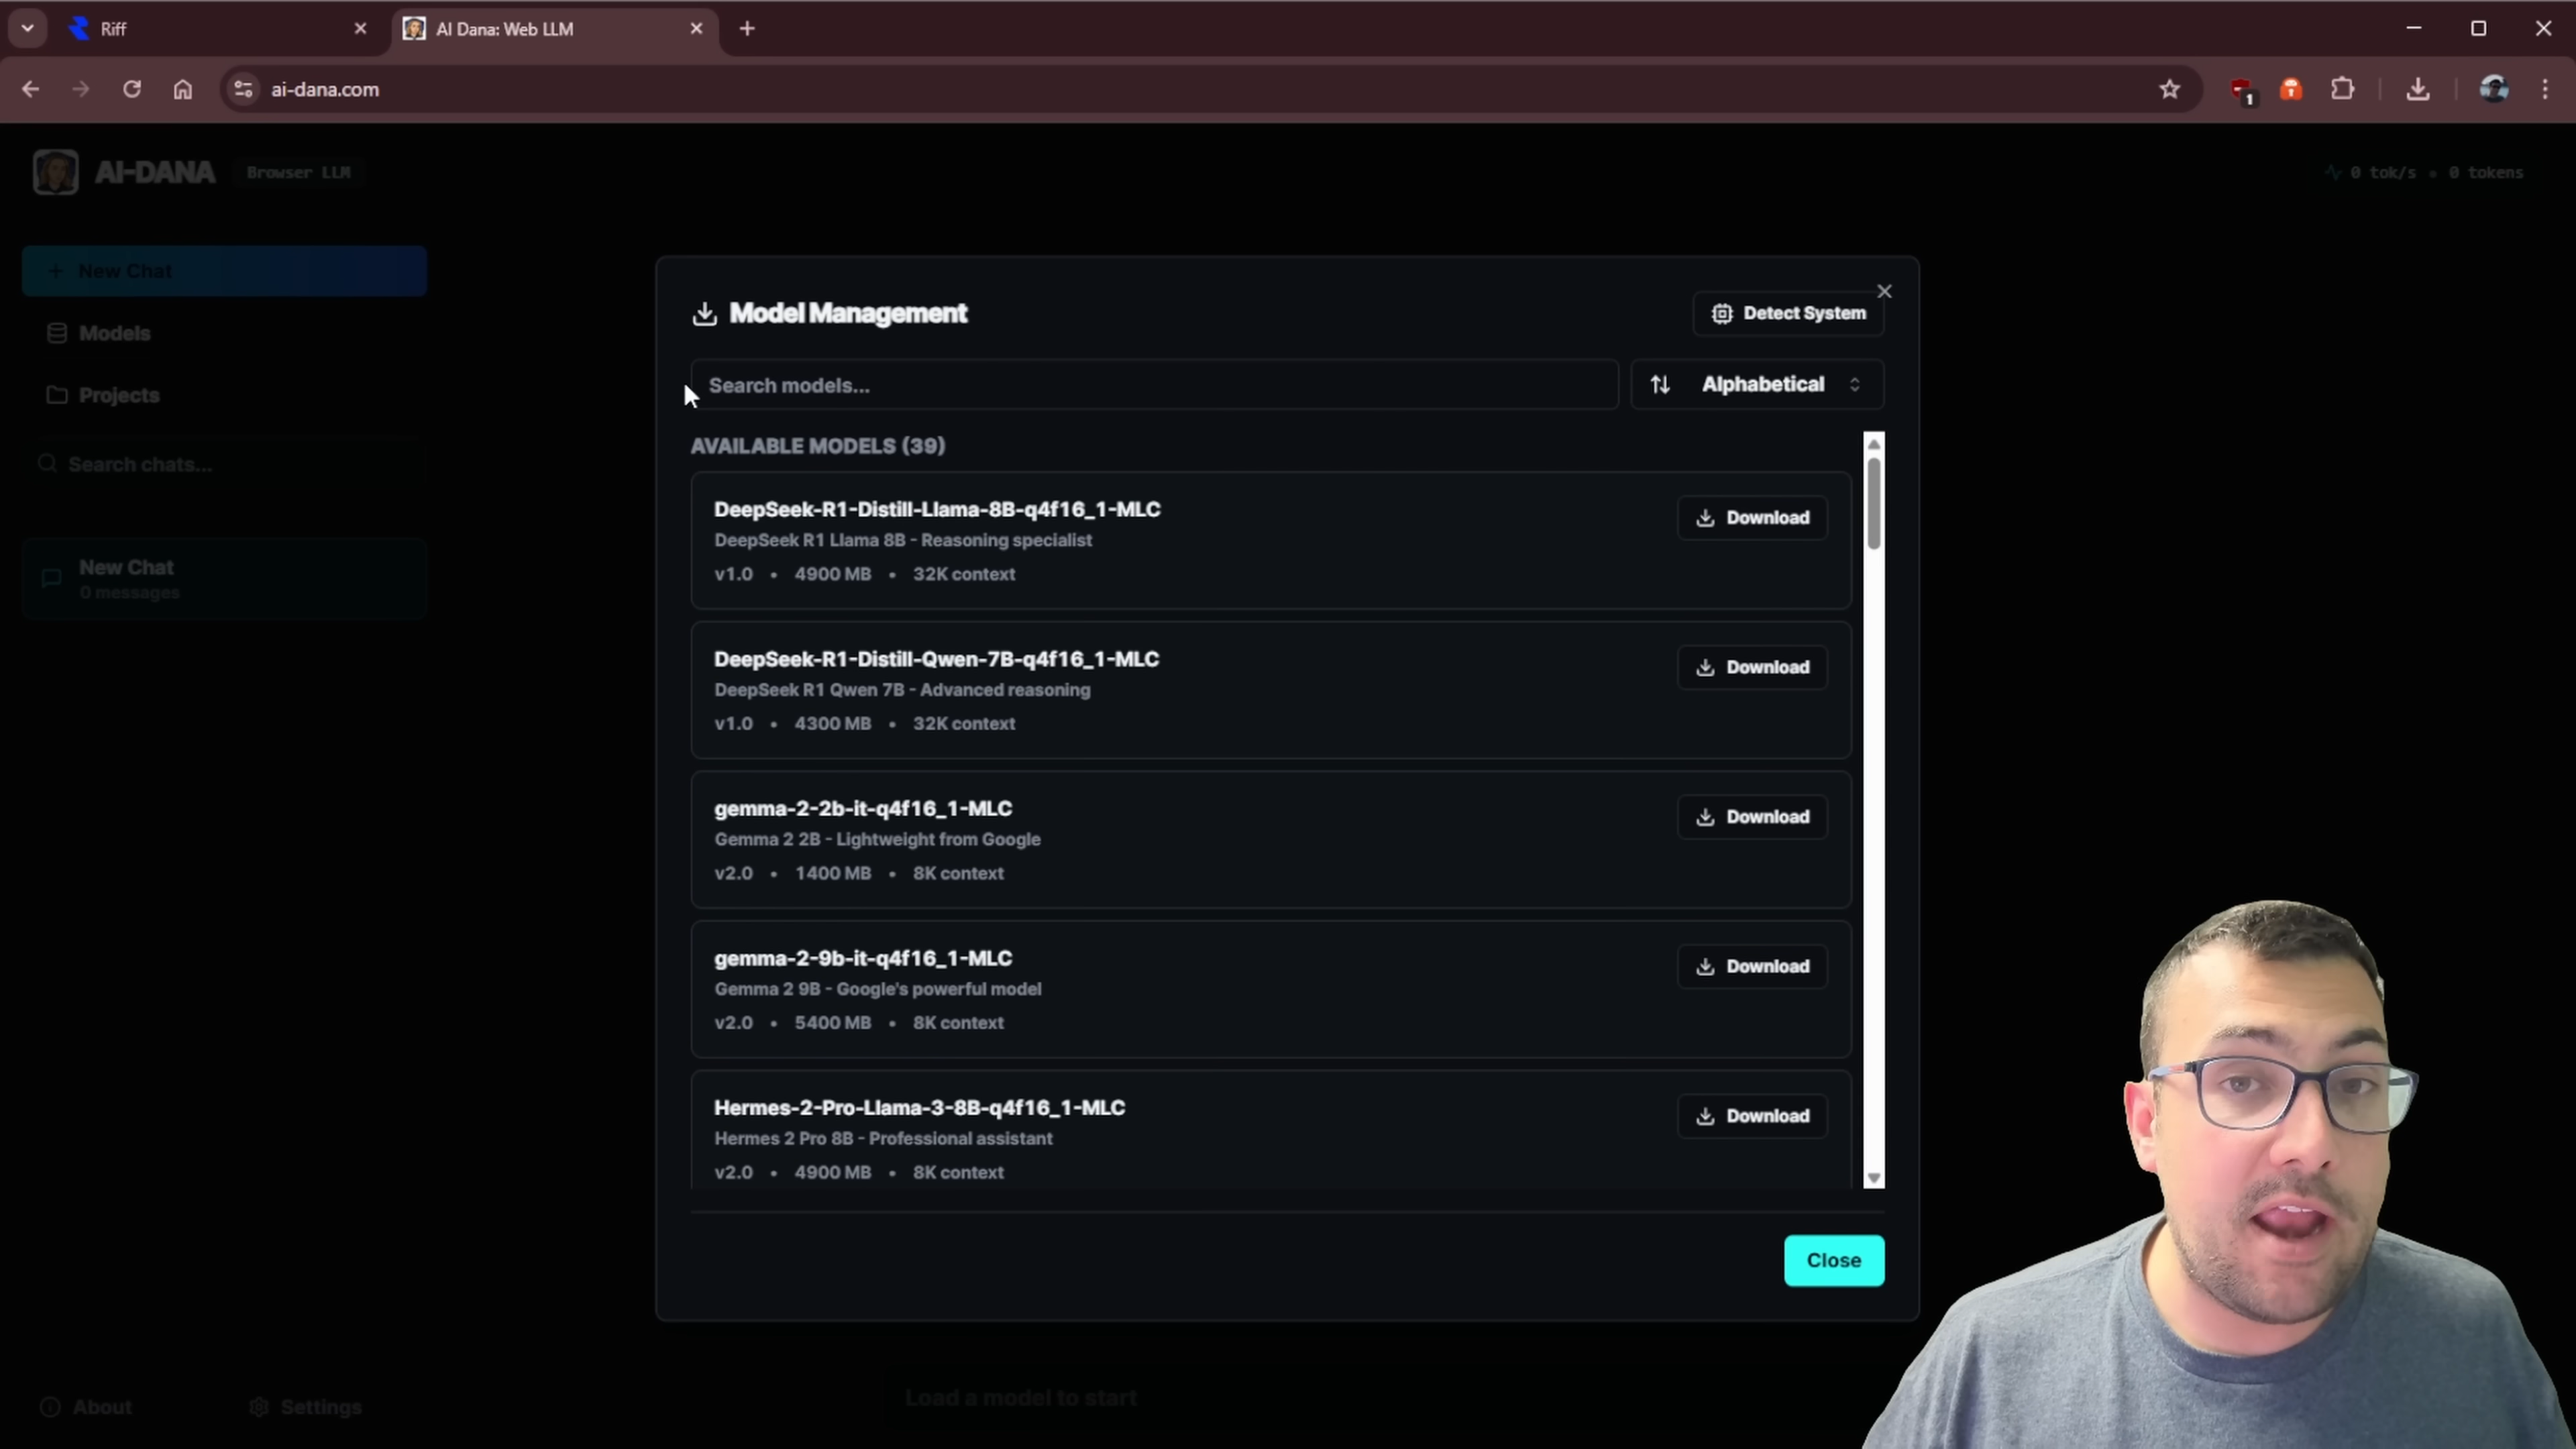 Riff
AI Dana: Web LLM
ai-dana.com
1
AI-DANA
Browser LLM
0 tok/s • 0 tokens
+ New Chat
Models
Projects
Search chats...
New Chat
0 messages
Model Management
Detect System
Search models...
Alphabetical
AVAILABLE MODELS (39)
DeepSeek-R1-Distill-Llama-8B-q4f16_1-MLC
Download
DeepSeek R1 Llama 8B - Reasoning specialist
v1.0 • 4900 MB • 32K context
DeepSeek-R1-Distill-Qwen-7B-q4f16_1-MLC
Download
DeepSeek R1 Qwen 7B - Advanced reasoning
v1.0 • 4300 MB • 32K context
gemma-2-2b-it-q4f16_1-MLC
Download
Gemma 2 2B - Lightweight from Google
v2.0 • 1400 MB • 8K context
gemma-2-9b-it-q4f16_1-MLC
Download
Gemma 2 9B - Google's powerful model
v2.0 • 5400 MB • 8K context
Hermes-2-Pro-Llama-3-8B-q4f16_1-MLC
Download
Hermes 2 Pro 8B - Professional assistant
v2.0 • 4900 MB • 8K context
Close
Load a model to start
About
Settings